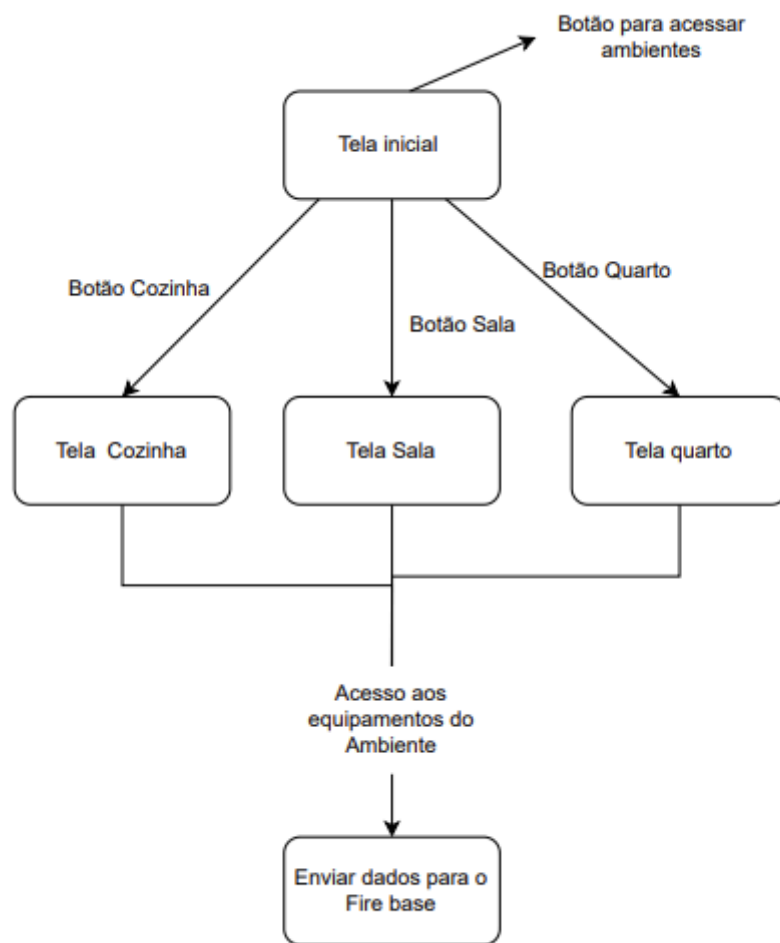 Botão para acessar
ambientes
Tela inicial
Botão Cozinha
Botão Quarto
Botão Sala
Tela Cozinha
Tela Sala
Tela quarto
Acesso aos
equipamentos do
Ambiente
Enviar dados para o
Fire base